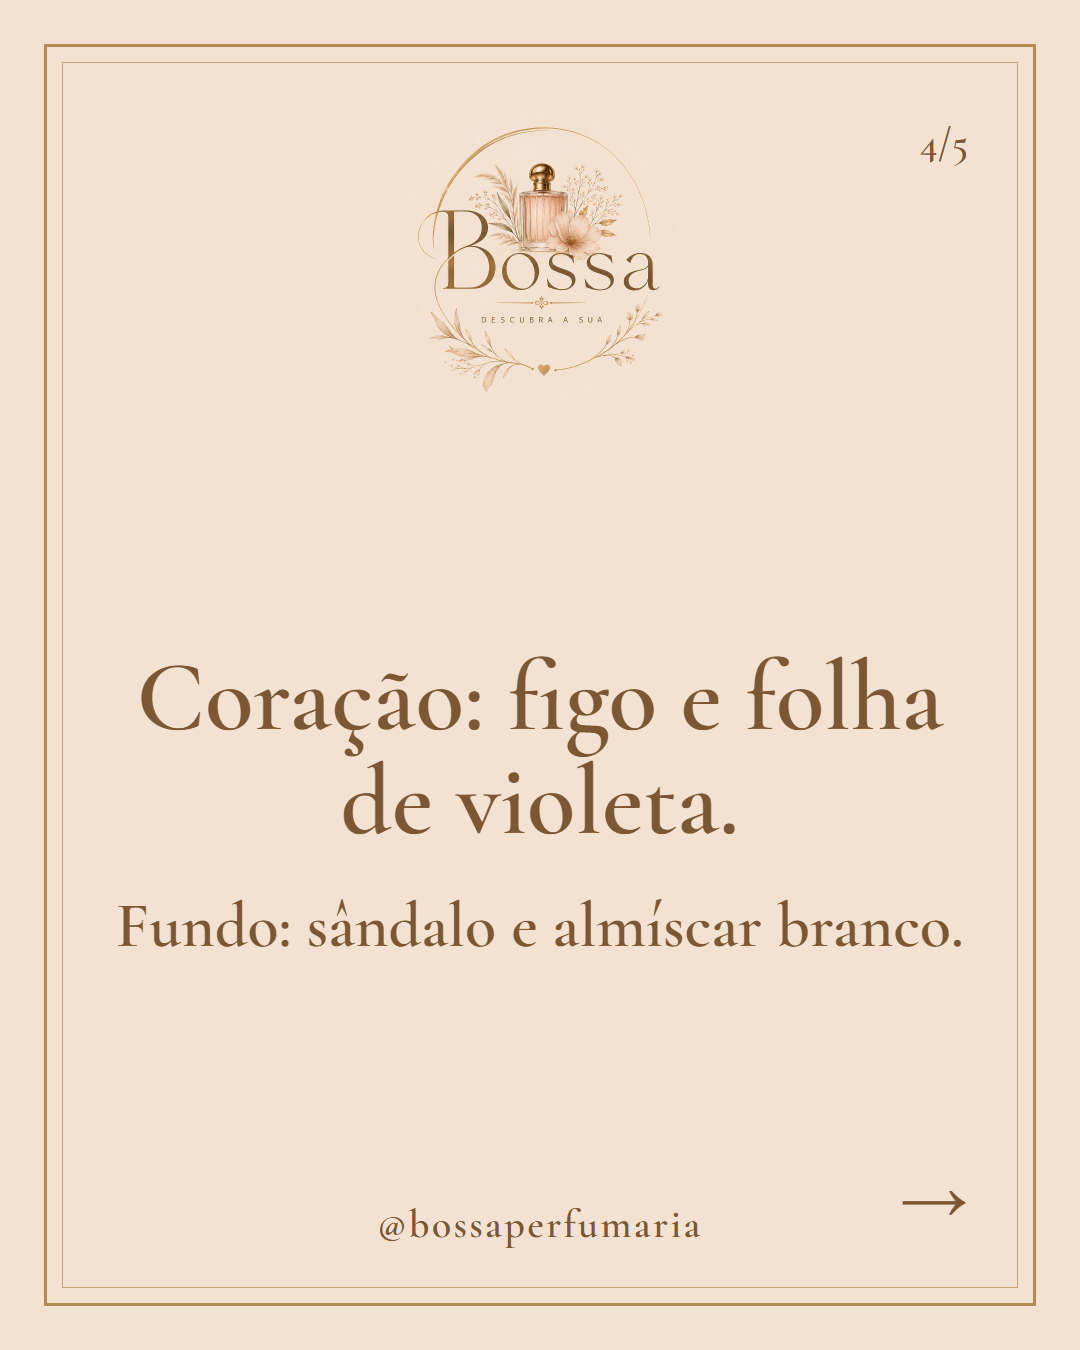 4/5
Bossa
DESCUBRA A SUA
Coração: figo e folha
de violeta.
Fundo: sândalo e almíscar branco.
→
@bossaperfumaria